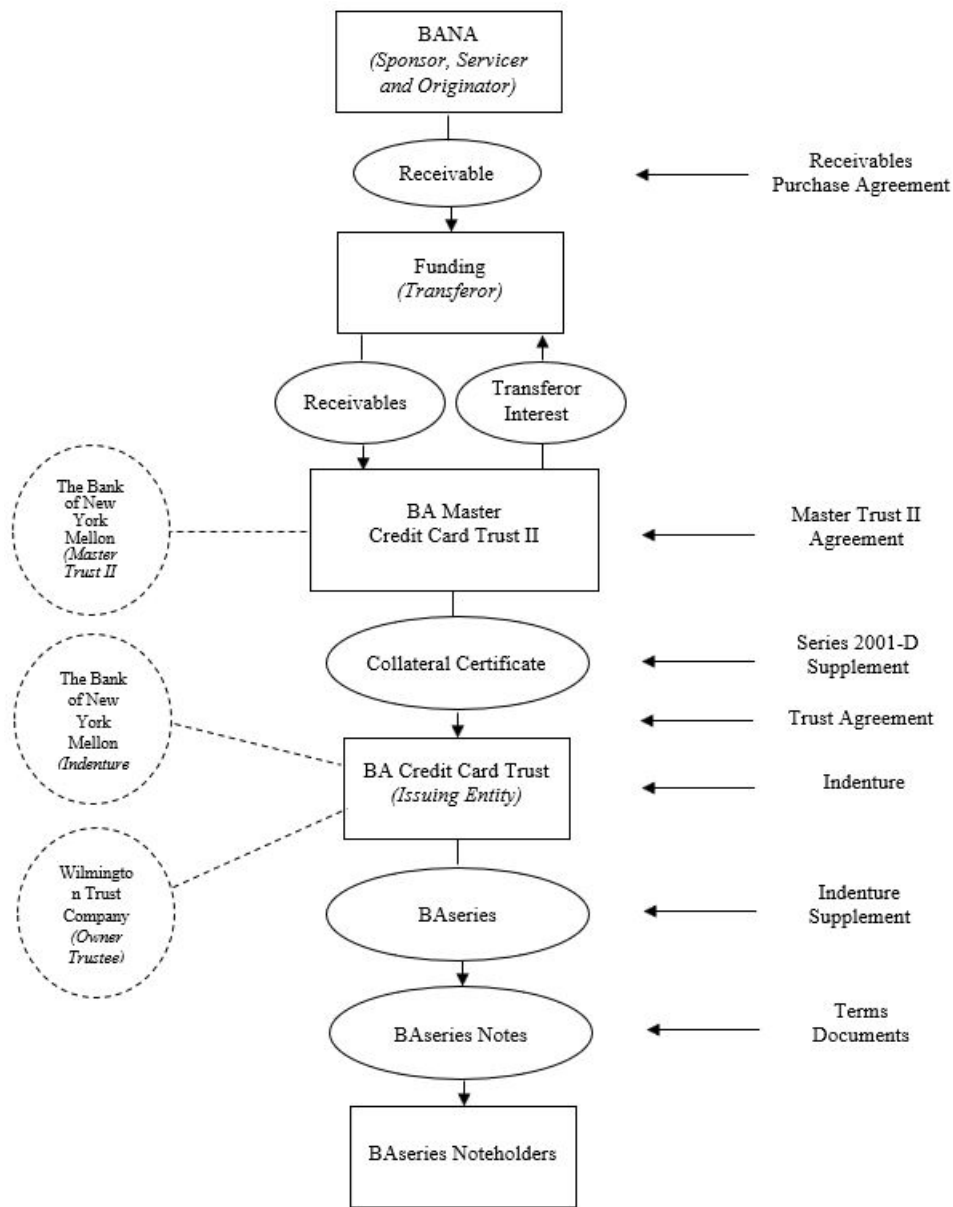 BANA
(Sponsor, Servicer
and Originator)
Receivable
Receivables
Purchase Agreement
Funding
(Transferor)
Receivables
Transferor
Interest
The Bank
of New
York
Mellon
(Master
Trust II
BA Master
Credit Card Trust II
Master Trust II
Agreement
Collateral Certificate
Series 2001-D
Supplement
The Bank
of New
York
Mellon
(Indenture
Trust Agreement
BA Credit Card Trust
(Issuing Entity)
Indenture
Wilmingto
n Trust
Company
(Owner
Trustee)
BAseries
Indenture
Supplement
BAseries Notes
Terms
Documents
BAseries Noteholders